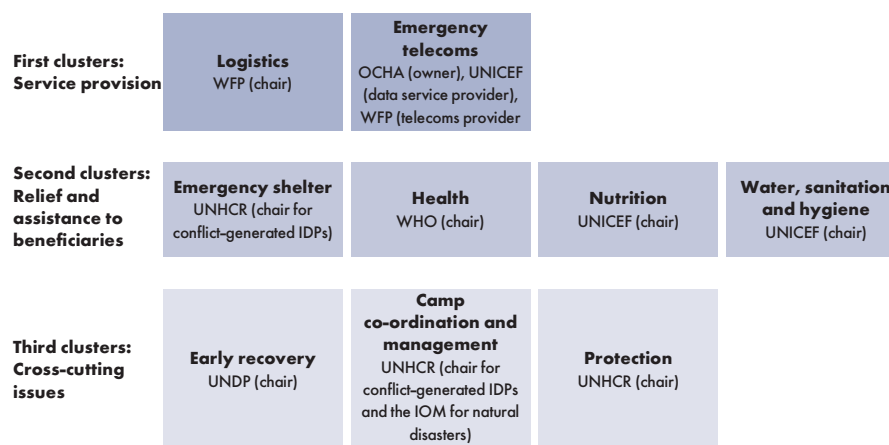 First clusters:
Service provision
Logistics
WFP (chair)
Emergency
telecoms
OCHA (owner), UNICEF
(data service provider),
WFP (telecoms provider
Second clusters:
Relief and
assistance to
beneficiaries
Emergency shelter
UNHCR (chair for
conflict-generated IDPs)
Health
WHO (chair)
Nutrition
UNICEF (chair)
Water, sanitation
and hygiene
UNICEF (chair)
Third clusters:
Cross-cutting
issues
Early recovery
UNDP (chair)
Camp
co-ordination and
management
UNHCR (chair for
conflict-generated IDPs
and the IOM for natural
disasters)
Protection
UNHCR (chair)